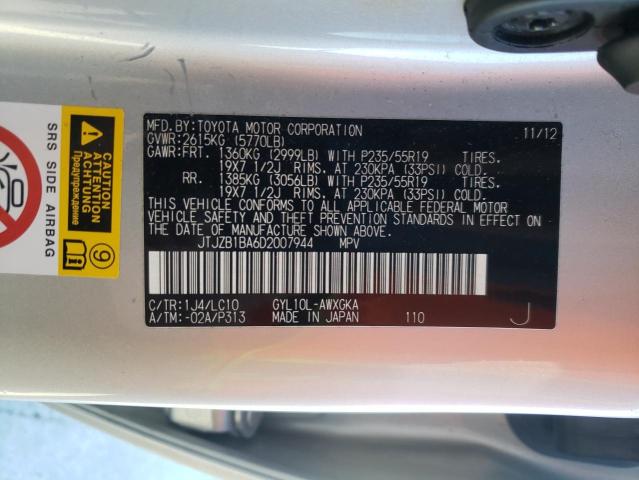 MFD. BY: TOYOTA MOTOR CORPORATION 11/12
GVWR: 2615KG (5770LB)
GAWR: FRT. 1360KG (2999LB) WITH P235/55R19 TIRES.
19X7 1/2J RIMS. AT 230KPA (33PSI) COLD.
RR. 1385KG (3056LB) WITH P235/55R19 TIRES.
19X7 1/2J RIMS. AT 230KPA (33PSI) COLD.
THIS VEHICLE CONFORMS TO ALL APPLICABLE FEDERAL MOTOR
VEHICLE SAFETY AND THEFT PREVENTION STANDARDS IN EFFECT ON
THE DATE OF MANUFACTURE SHOWN ABOVE.
JTJZB1BA6D2007944 MPV
C/TR: 1J4/LC10 GYL10L-AWXGKA
A/TM: -02A/P313 MADE IN JAPAN 110 J
SRS SIDE AIRBAG
CAUTION
ATTENTION
Предупреждение
9